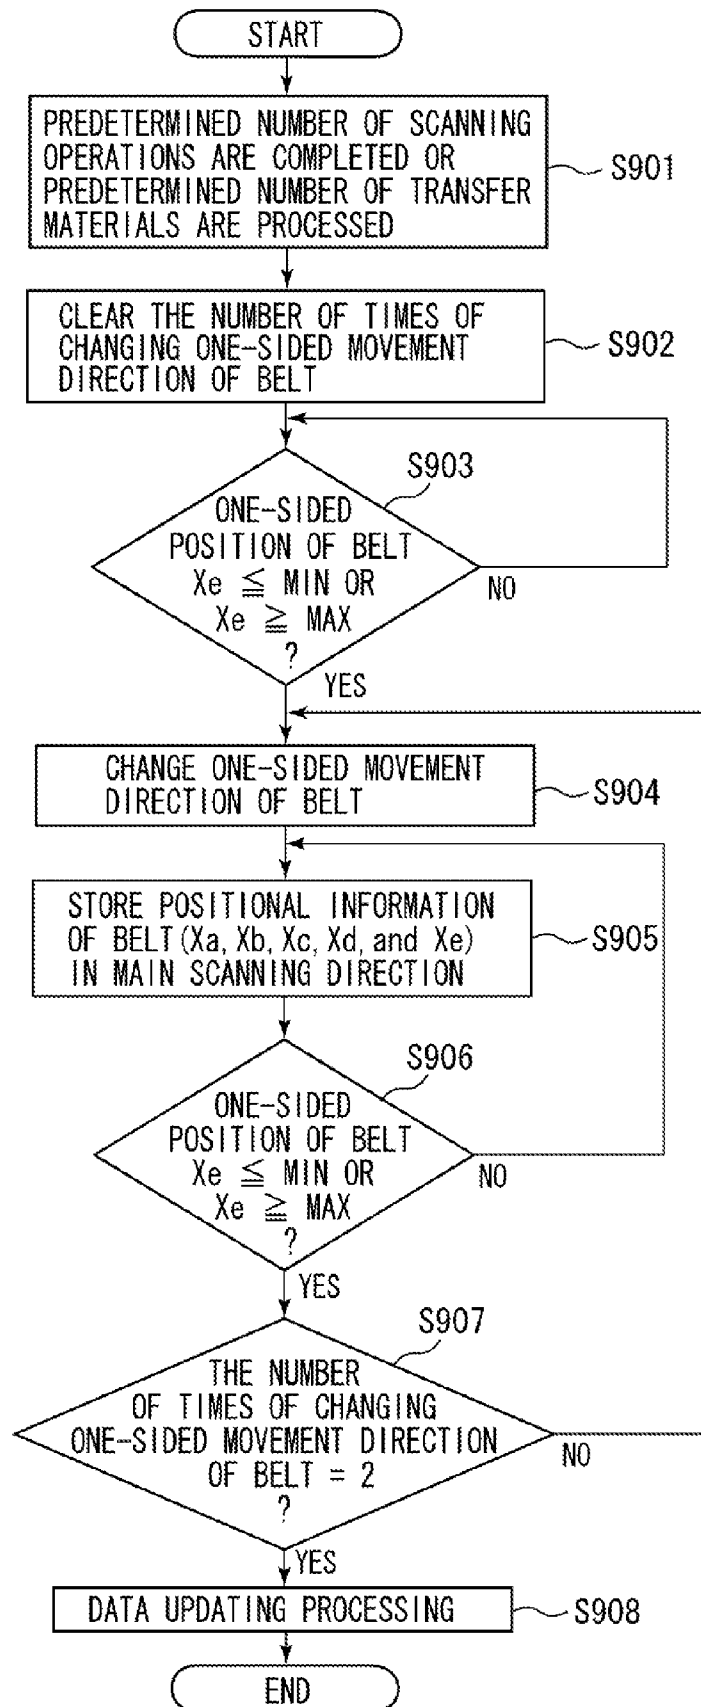 START
PREDETERMINED NUMBER OF SCANNING
OPERATIONS ARE COMPLETED OR
PREDETERMINED NUMBER OF TRANSFER
MATERIALS ARE PROCESSED
S901
CLEAR THE NUMBER OF TIMES OF
CHANGING ONE-SIDED MOVEMENT
DIRECTION OF BELT
S902
S903
ONE-SIDED
POSITION OF BELT
Xe ≦ MIN OR
Xe ≧ MAX
?
NO
YES
CHANGE ONE-SIDED MOVEMENT
DIRECTION OF BELT
S904
STORE POSITIONAL INFORMATION
OF BELT (Xa, Xb, Xc, Xd, and Xe)
IN MAIN SCANNING DIRECTION
S905
S906
ONE-SIDED
POSITION OF BELT
Xe ≦ MIN OR
Xe ≧ MAX
?
NO
YES
S907
THE NUMBER
OF TIMES OF CHANGING
ONE-SIDED MOVEMENT DIRECTION
OF BELT = 2
?
NO
YES
DATA UPDATING PROCESSING
S908
END